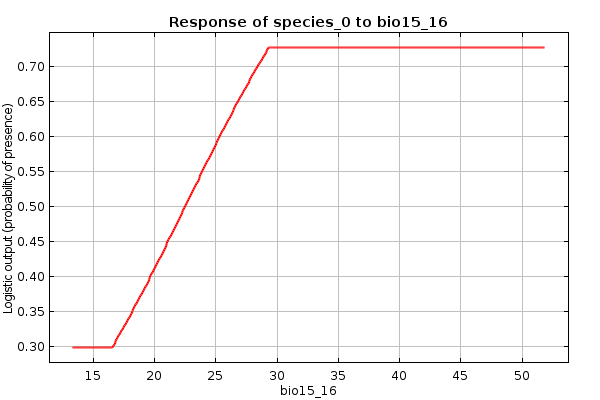 Response of species_0 to bio15_16
Logistic output (probability of presence)
0.70
0.65
0.60
0.55
0.50
0.45
0.40
0.35
0.30
15 20 25 30 35 40 45 50
bio15_16